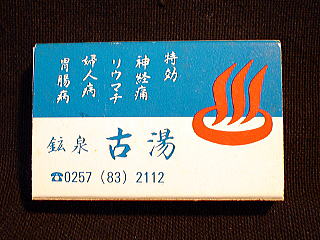 特効
神経痛
リウマチ
婦人病
胃腸病
鉱泉 古湯
☎0257 (83) 2112